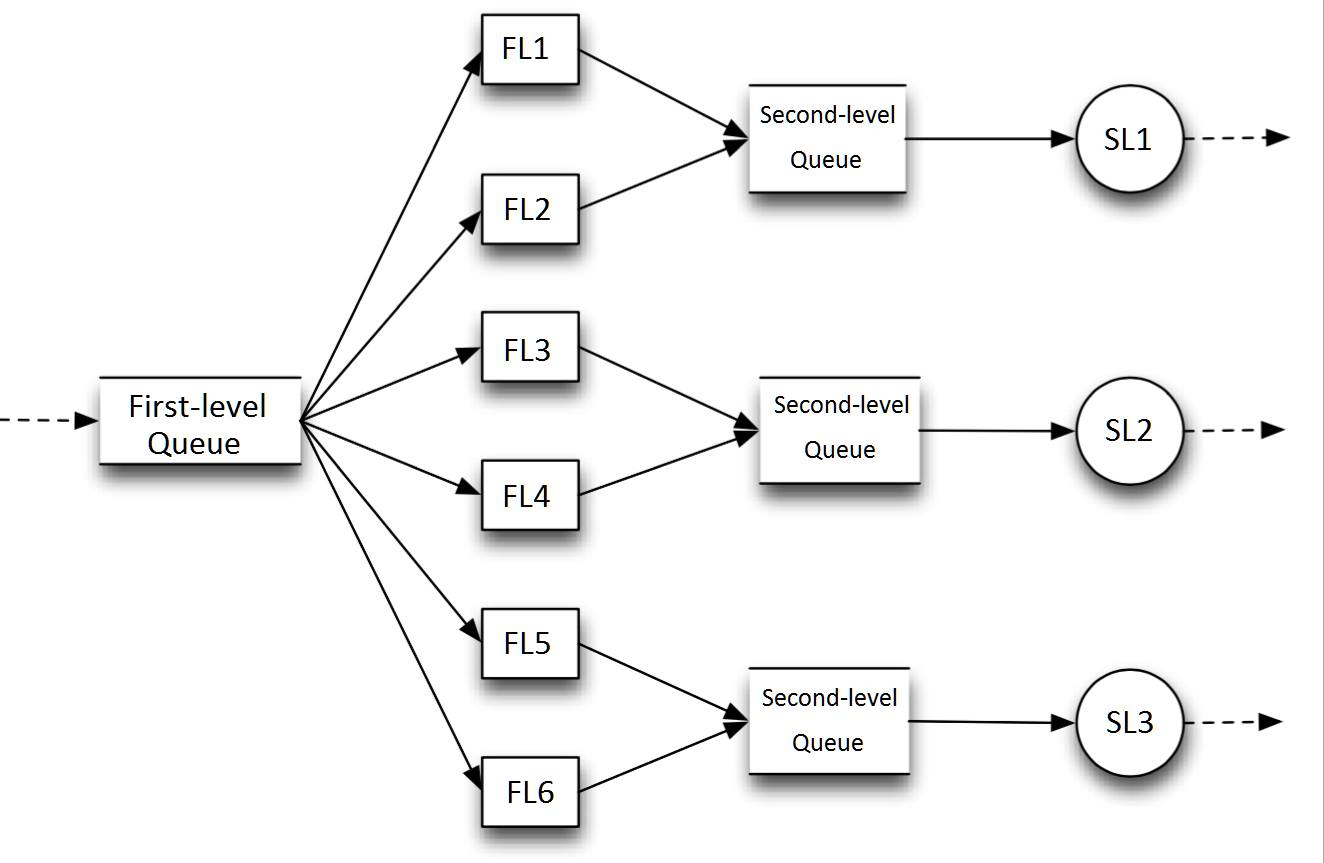 FL1
Second-level
Queue
SL1
FL2
FL3
First-level
Queue
Second-level
Queue
SL2
FL4
FL5
Second-level
Queue
SL3
FL6